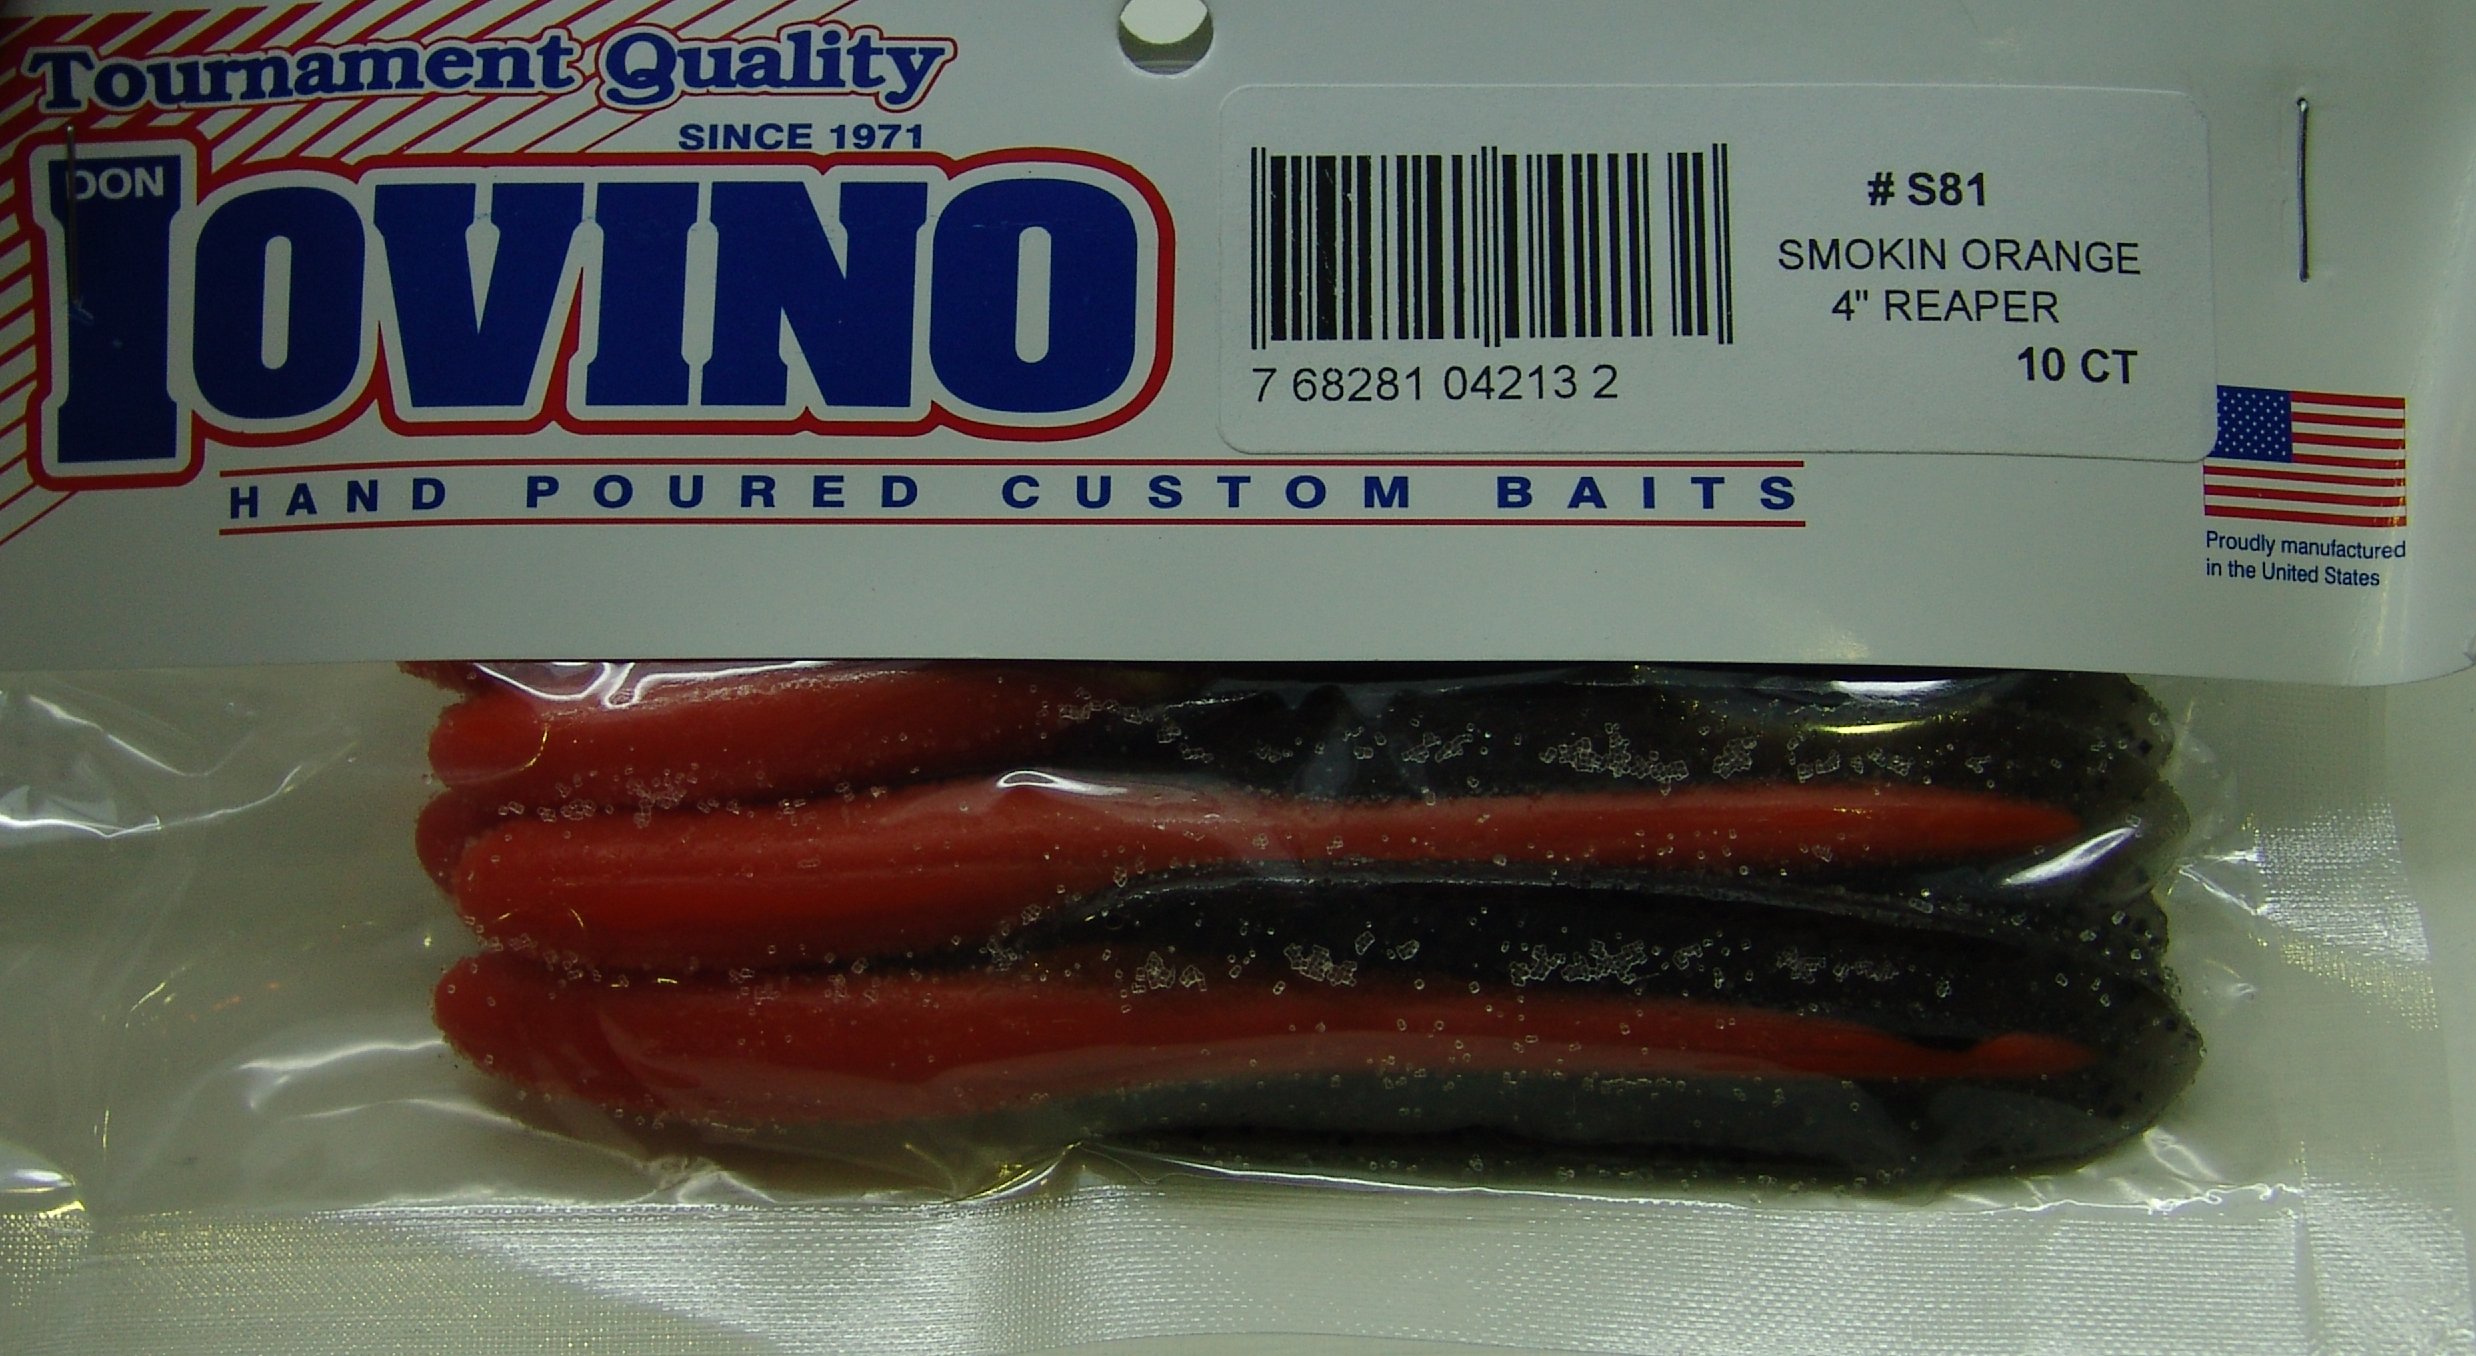 Tournament Quality
SINCE 1971
DON
IOVINO
HAND POURED CUSTOM BAITS
# S81
SMOKIN ORANGE
4" REAPER
10 CT
7 68281 04213 2
Proudly manufactured
in the United States